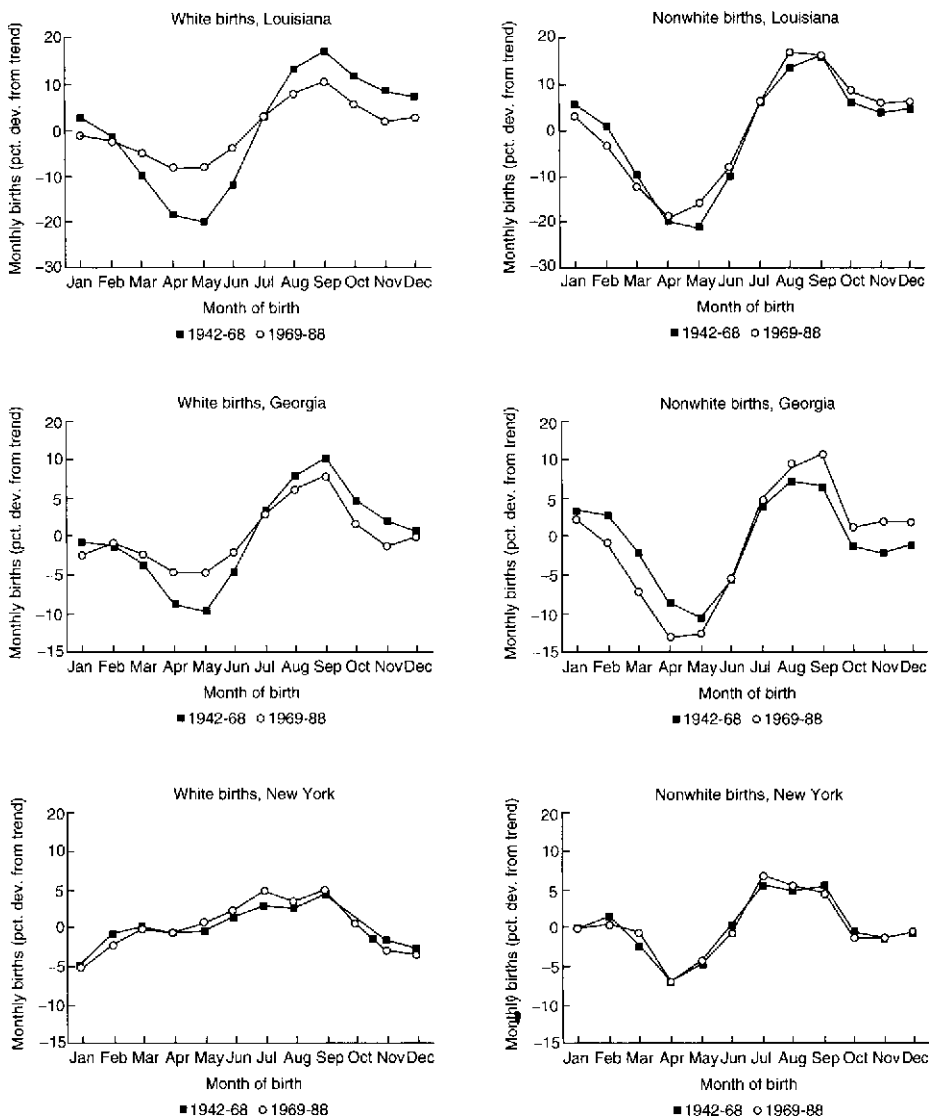 White births, Louisiana
Monthly births (pct. dev. from trend)
20
10
0
−10
−20
−30
Jan Feb Mar Apr May Jun Jul Aug Sep Oct Nov Dec
Month of birth
■ 1942-68 ○ 1969-88
Nonwhite births, Louisiana
Monthly births (pct. dev. from trend)
20
10
0
−10
−20
−30
Jan Feb Mar Apr May Jun Jul Aug Sep Oct Nov Dec
Month of birth
■ 1942-68 ○ 1969-88
White births, Georgia
Monthly births (pct. dev. from trend)
20
10
5
0
−5
−10
−15
Jan Feb Mar Apr May Jun Jul Aug Sep Oct Nov Dec
Month of birth
■ 1942-68 ○ 1969-88
Nonwhite births, Georgia
Monthly births (pct. dev. from trend)
20
10
5
0
−5
−10
−15
Jan Feb Mar Apr May Jun Jul Aug Sep Oct Nov Dec
Month of birth
■ 1942-68 ○ 1969-88
White births, New York
Monthly births (pct. dev. from trend)
20
10
5
0
−5
−10
−15
Jan Feb Mar Apr May Jun Jul Aug Sep Oct Nov Dec
Month of birth
■ 1942-68 ○ 1969-88
Nonwhite births, New York
Monthly births (pct. dev. from trend)
20
10
5
0
−5
−10
−15
Jan Feb Mar Apr May Jun Jul Aug Sep Oct Nov Dec
Month of birth
■ 1942-68 ○ 1969-88